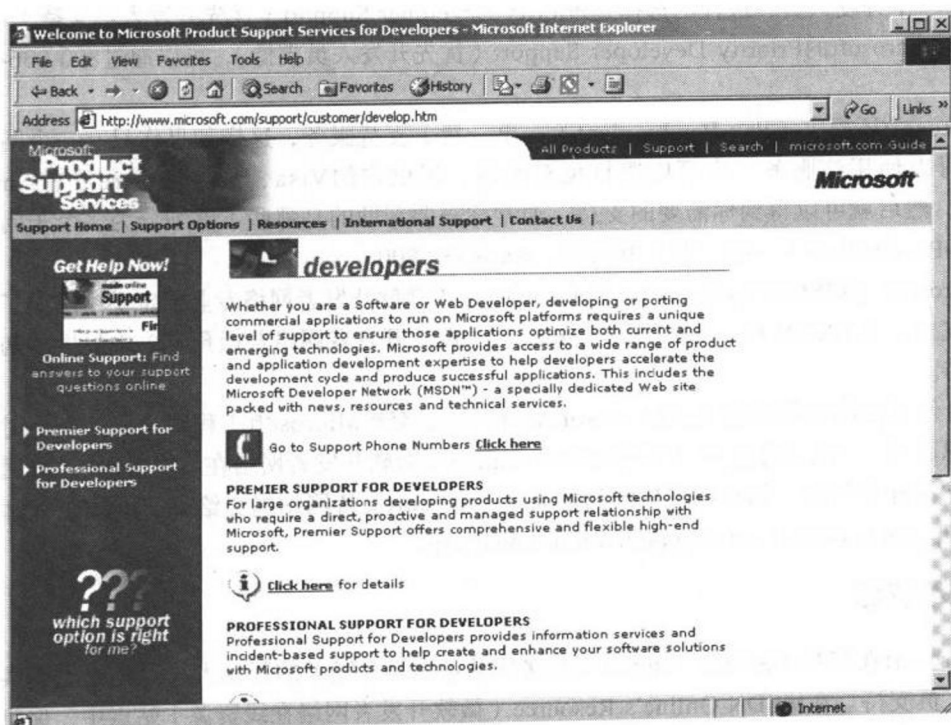 Welcome to Microsoft Product Support Services for Developers - Microsoft Internet Explorer
File Edit View Favorites Tools Help
Back Search Favorites History
Address http://www.microsoft.com/support/customer/develop.htm Go Links »
All Products | Support | Search | microsoft.com Guide
Microsoft
Product
Support
Services
Microsoft
Support Home | Support Options | Resources | International Support | Contact Us |
Get Help Now!
msdn online
Support
Fir
Online Support: Find
answers to your support
questions online
Premier Support for
Developers
Professional Support
for Developers
???
which support
option is right
for me?
developers
Whether you are a Software or Web Developer, developing or porting
commercial applications to run on Microsoft platforms requires a unique
level of support to ensure those applications optimize both current and
emerging technologies. Microsoft provides access to a wide range of product
and application development expertise to help developers accelerate the
development cycle and produce successful applications. This includes the
Microsoft Developer Network (MSDN™) - a specially dedicated Web site
packed with news, resource and technical services.
Go to Support Phone Numbers Click here
PREMIER SUPPORT FOR DEVELOPERS
For large organizations developing products using Microsoft technologies
who require a direct, proactive and managed support relationship with
Microsoft, Premier Support offers comprehensive and flexible high-end
support.
Click here for details
PROFESSIONAL SUPPORT FOR DEVELOPERS
Professional Support for Developers provides information services and
incident-based support to help create and enhance your software solutions
with Microsoft products and technologies.
Internet